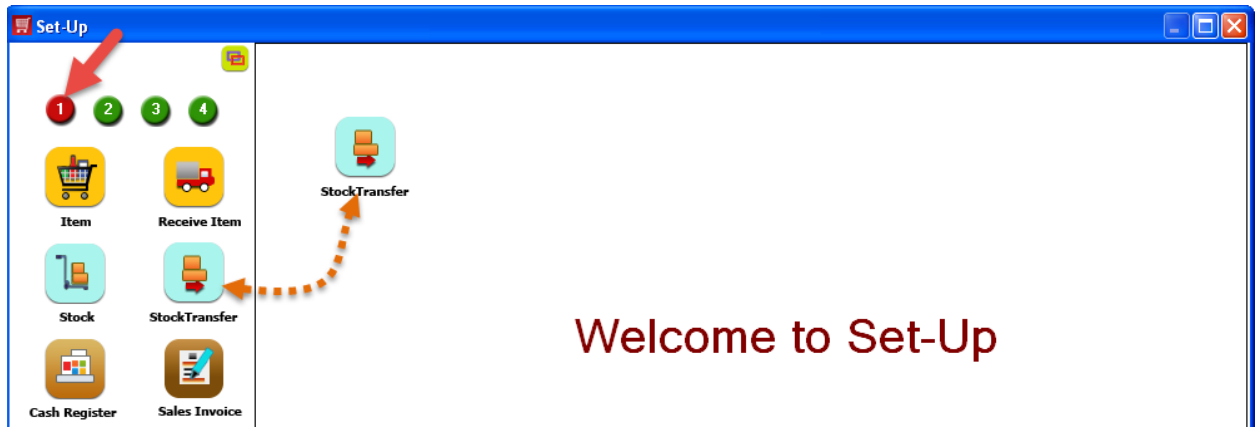 Set-Up
1 2 3 4
StockTransfer
Item Receive Item
Stock StockTransfer
Welcome to Set-Up
Cash Register Sales Invoice